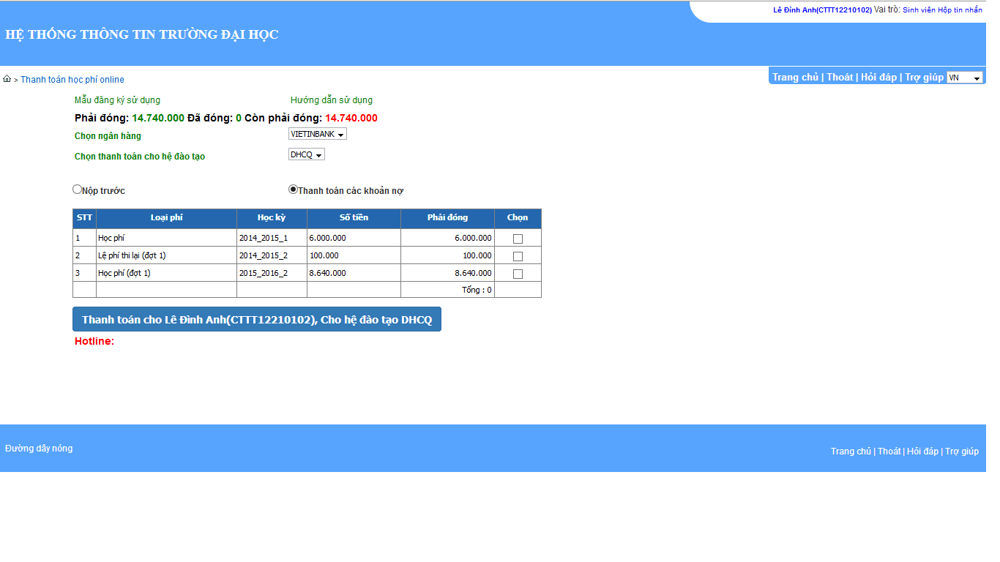 Lê Đình Anh(CTTT12210102) Vai trò: Sinh viên Hộp tin nhắn
HỆ THỐNG THÔNG TIN TRƯỜNG ĐẠI HỌC
> Thanh toán học phí online
Trang chủ | Thoát | Hỏi đáp | Trợ giúp VN
Mẫu đăng ký sử dụng Hướng dẫn sử dụng
Phải đóng: 14.740.000 Đã đóng: 0 Còn phải đóng: 14.740.000
Chọn ngân hàng VIETINBANK
Chọn thanh toán cho hệ đào tạo DHCQ
Nộp trước Thanh toán các khoản nợ
STT Loại phí Học kỳ Số tiền Phải đóng Chọn
1 Học phí 2014_2015_1 6.000.000 6.000.000
2 Lệ phí thi lại (đợt 1) 2014_2015_2 100.000 100.000
3 Học phí (đợt 1) 2015_2016_2 8.640.000 8.640.000
Tổng : 0
Thanh toán cho Lê Đình Anh(CTTT12210102), Cho hệ đào tạo DHCQ
Hotline:
Đường dây nóng
Trang chủ | Thoát | Hỏi đáp | Trợ giúp